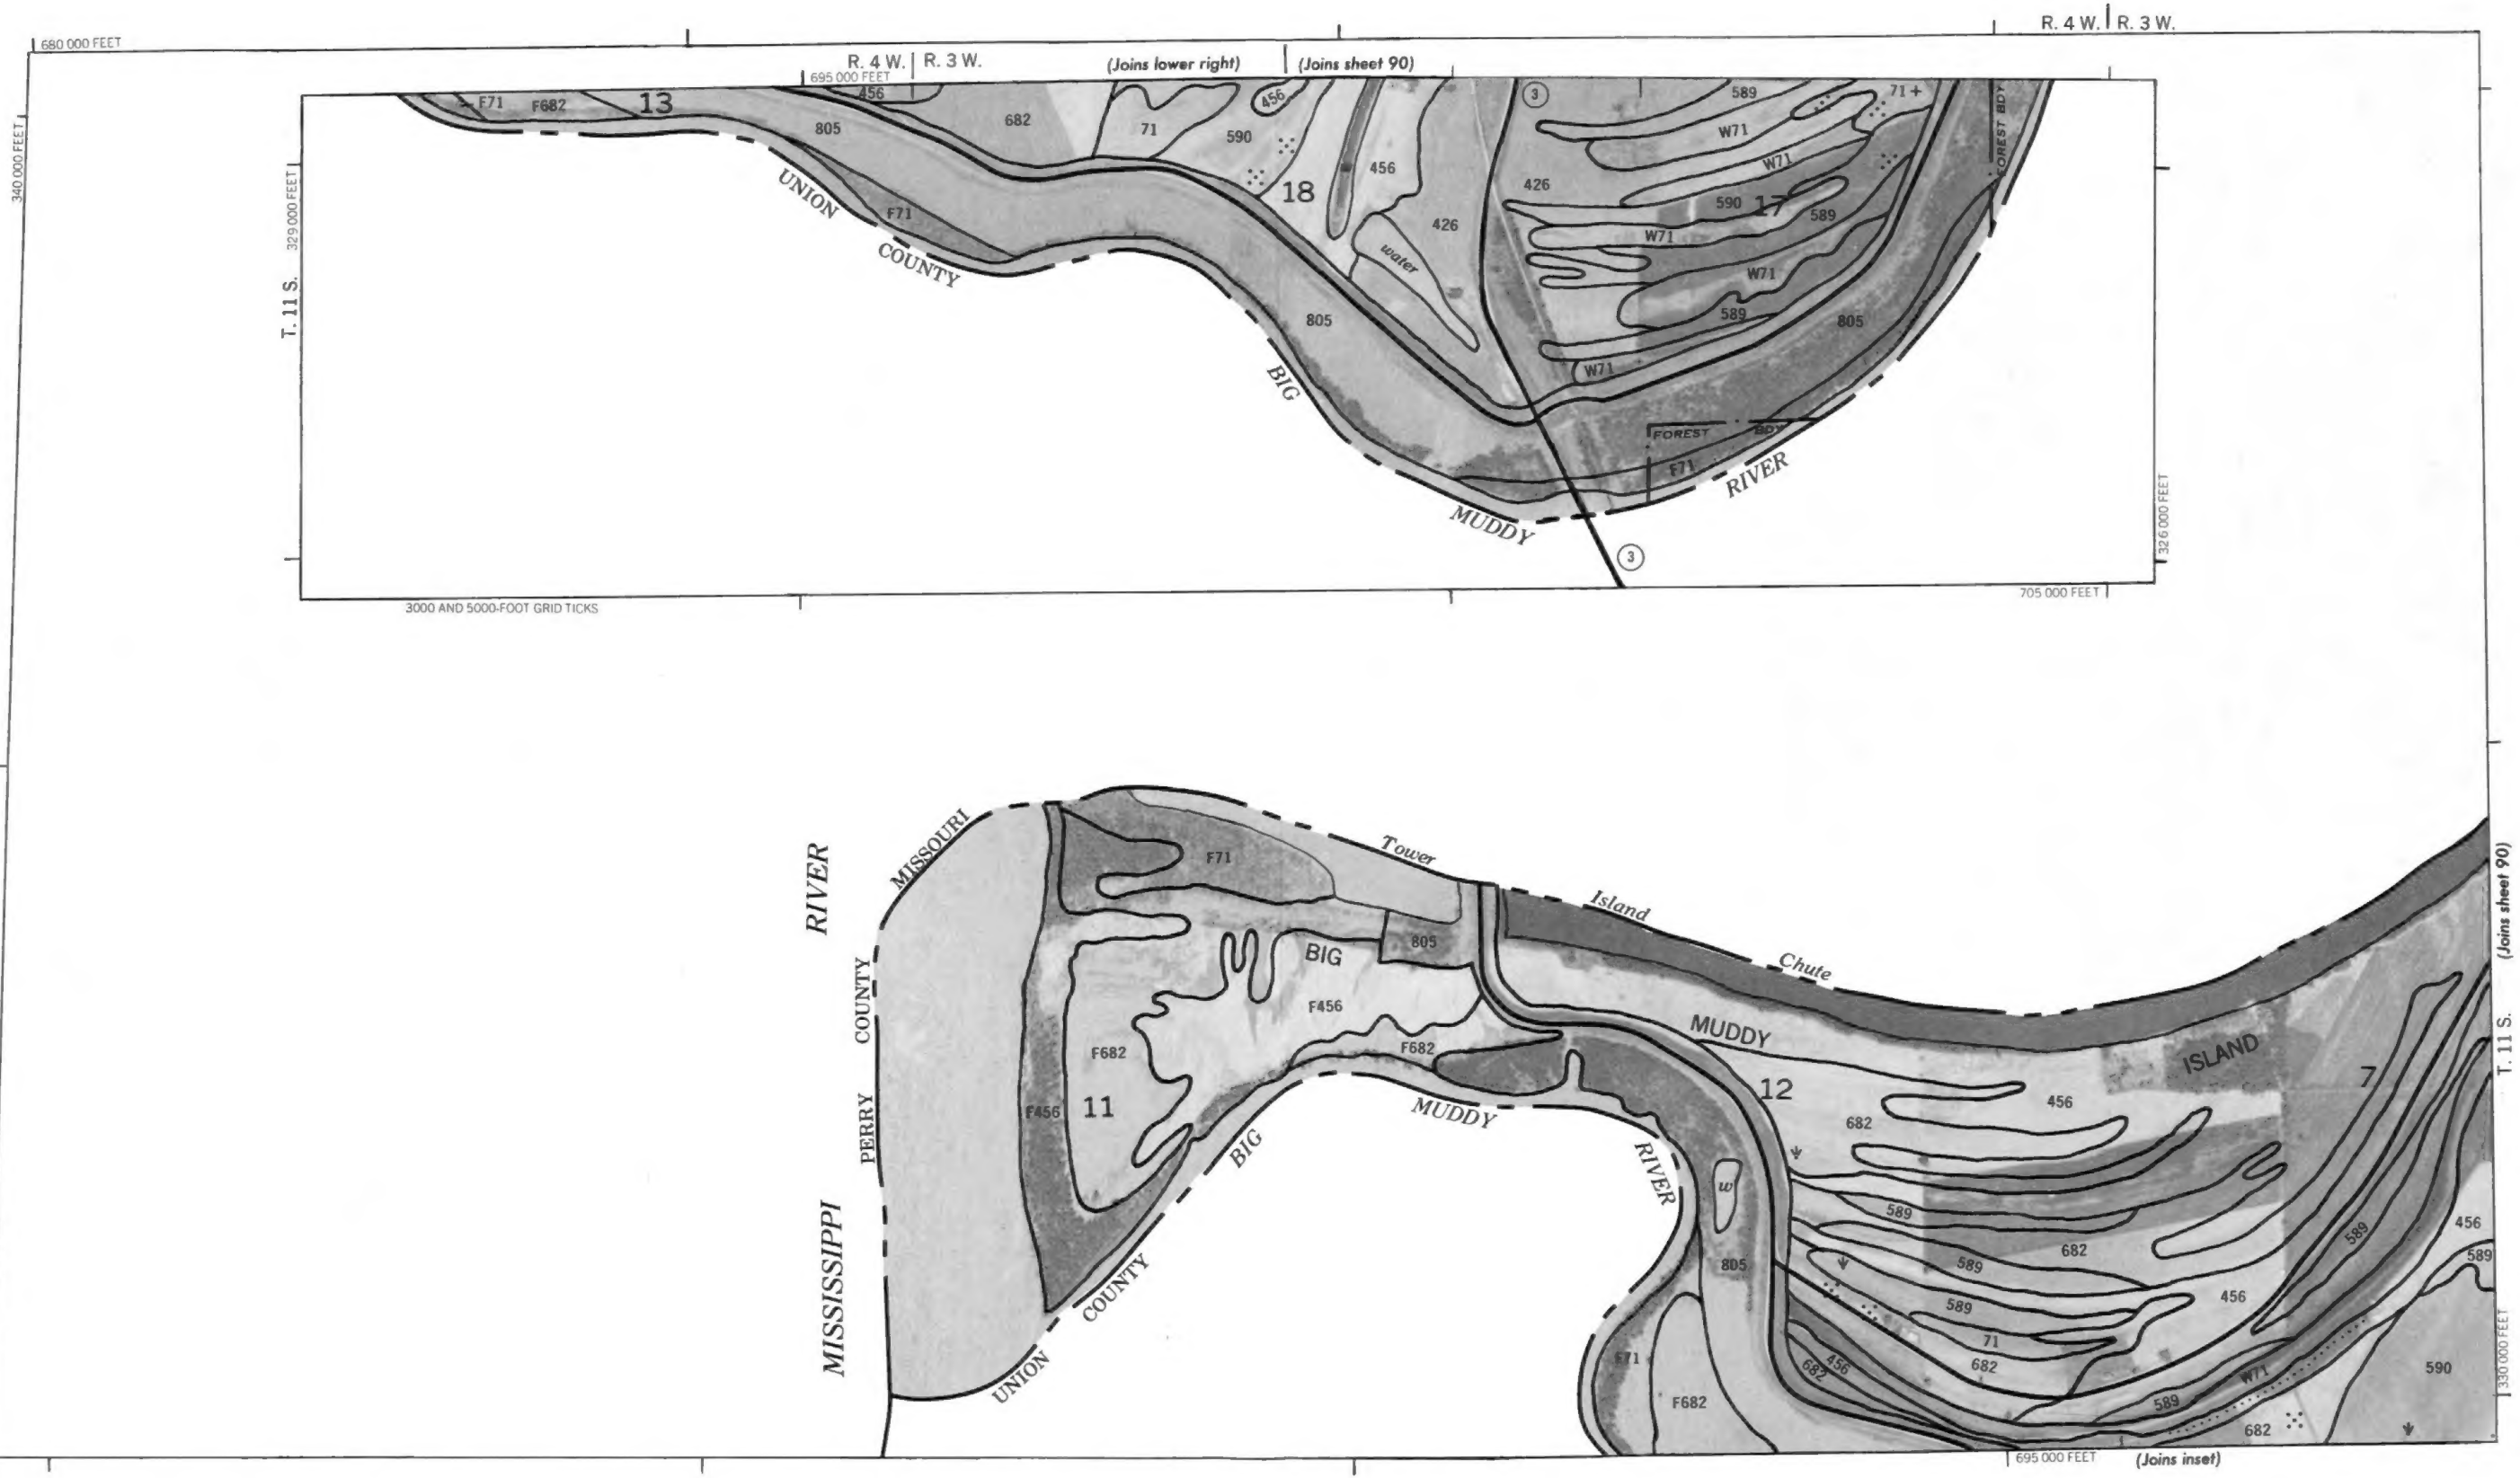 R. 4 W. R. 3 W.
680 000 FEET
R. 4 W. R. 3 W. (Joins lower right) (Joins sheet 90)
695 000 FEET
340 000 FEET
329 000 FEET
T. 11 S.
F71 F682 13 805 456 682 71 590 456 18 456 3 589 71+
W71
W71
426
590 17 589
F71
426
W71
water
W71
UNION
COUNTY
805
589
805
W71
BIG
FOREST BDY
FOREST BDY
F71
RIVER
MUDDY
3
326 000 FEET
3000 AND 5000-FOOT GRID TICKS
705 000 FEET
MISSOURI
RIVER
F71
Tower
Island
Chute
BIG
805
MUDDY
ISLAND
7
(Joins sheet 90)
T. 11 S.
PERRY COUNTY
F456
F682
F682
12
F456
11
456
682
MUDDY
BIG
RIVER
w
589
682
589
456
589
MISSISSIPPI
COUNTY
UNION
805
589
589
456
71
682
F71
456
682
W71
590
F682
589
682
330 000 FEET
695 000 FEET
(Joins inset)